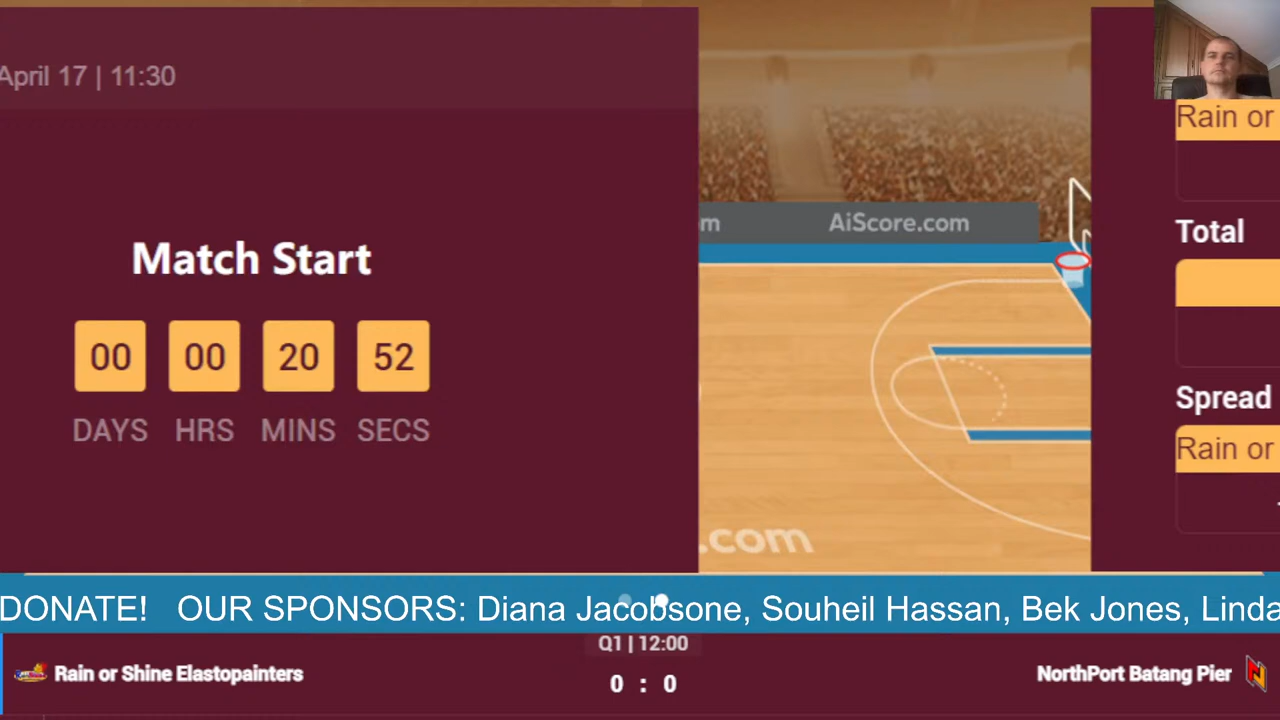 April 17 | 11:30
Match Start
00 00 20 52
DAYS HRS MINS SECS
m AiScore.com
.com
Rain or
Total
Spread
Rain or
DONATE! OUR SPONSORS: Diana Jacobsone, Souheil Hassan, Bek Jones, Linda
Q1 | 12:00
Rain or Shine Elastopainters 0 : 0 NorthPort Batang Pier